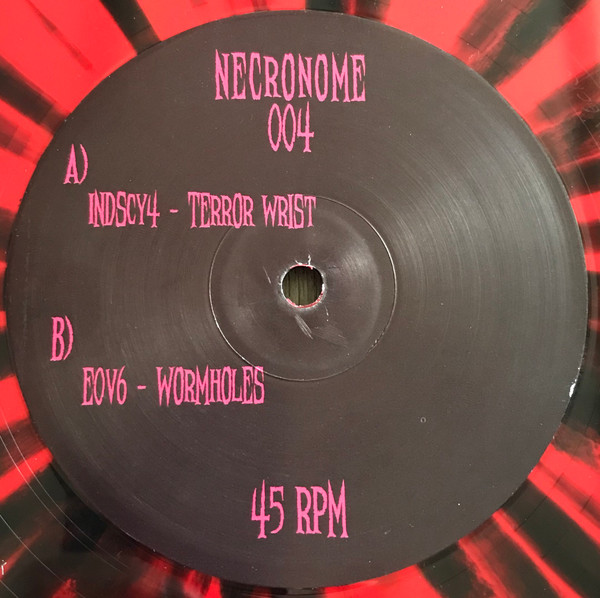 NECRONOME
004
A)
INDSCY4 - TERROR WRIST
B)
EOV6 - WORMHOLES
45 RPM